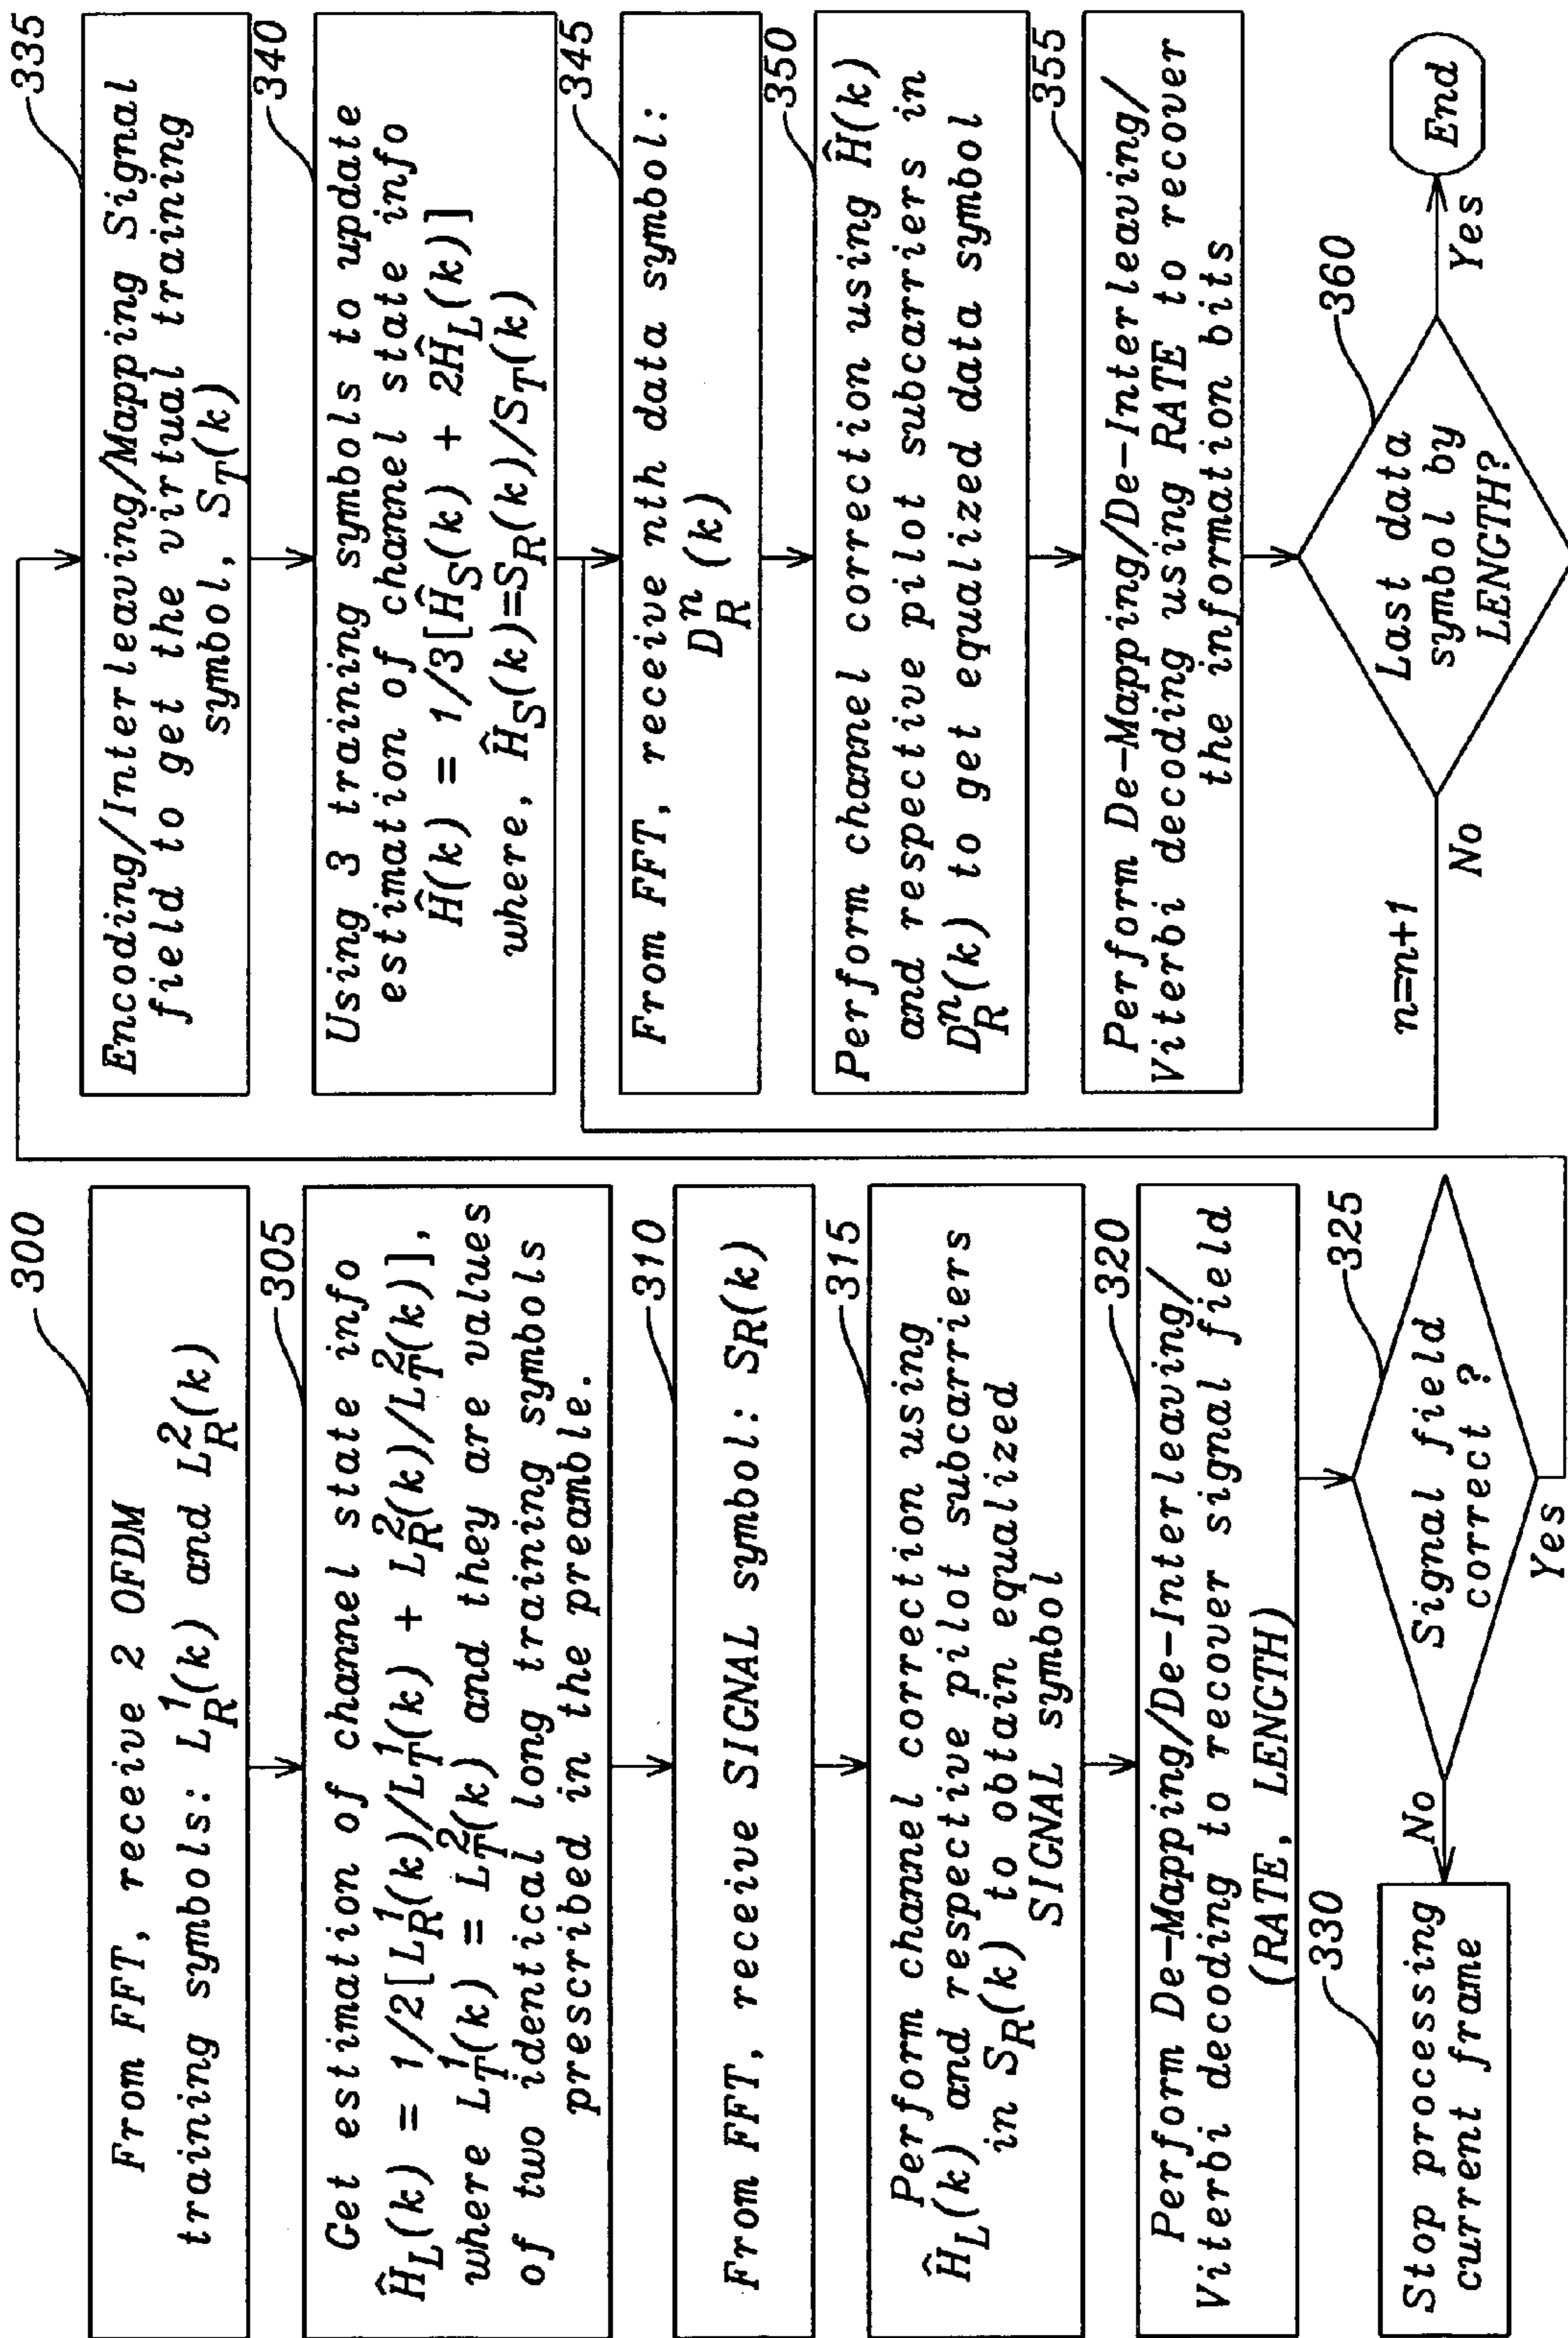 300
From FFT, receive 2 OFDM
training symbols: L_R^1(k) and L_R^2(k)
305
Get estimation of channel state info
Ĥ_L(k) = 1/2[L_R^1(k)/L_T^1(k) + L_R^2(k)/L_T^2(k)],
where L_T^1(k) = L_T^2(k) and they are values
of two identical long training symbols
prescribed in the preamble.
310
From FFT, receive SIGNAL symbol: S_R(k)
315
Perform channel correction using
Ĥ_L(k) and respective pilot subcarriers
in S_R(k) to obtain equalized
SIGNAL symbol
320
Perform De-Mapping/De-Interleaving/
Viterbi decoding to recover signal field
(RATE, LENGTH)
325
Signal field
correct ?
No
Yes
330
Stop processing
current frame
335
Encoding/Interleaving/Mapping Signal
field to get the virtual training
symbol, S_T(k)
340
Using 3 training symbols to update
estimation of channel state info
Ĥ(k) = 1/3[Ĥ_S(k) + 2Ĥ_L(k)]
where, Ĥ_S(k)=S_R(k)/S_T(k)
345
From FFT, receive nth data symbol:
D_R^n(k)
350
Perform channel correction using Ĥ(k)
and respective pilot subcarriers in
D_R^n(k) to get equalized data symbol
355
Perform De-Mapping/De-Interleaving/
Viterbi decoding using RATE to recover
the information bits
360
Last data
symbol by
LENGTH?
n=n+1
No
Yes
End